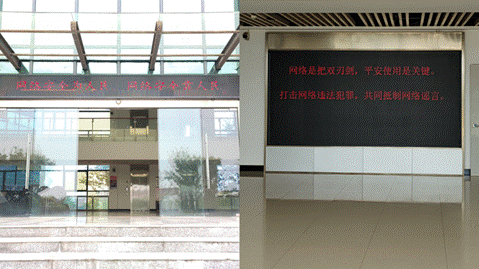 网络安全为人民 网络安全靠人民
网络是把双刃剑，平安使用是关键。
打击网络违法犯罪，共同抵制网络谣言。